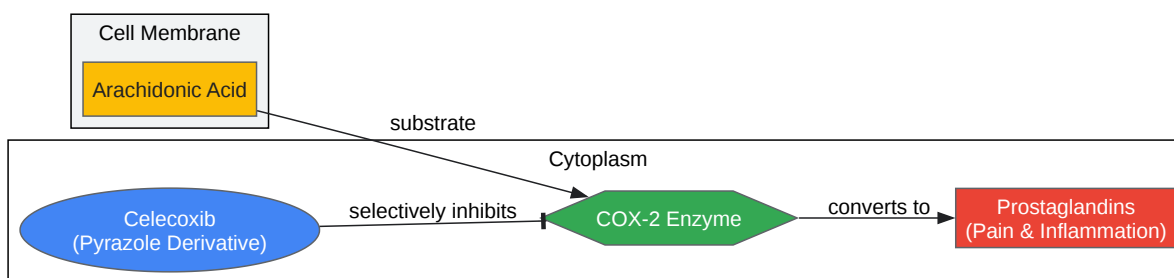 Cell Membrane
Arachidonic Acid
substrate
Cytoplasm
Celecoxib
(Pyrazole Derivative)
selectively inhibits
COX-2 Enzyme
converts to
Prostaglandins
(Pain & Inflammation)